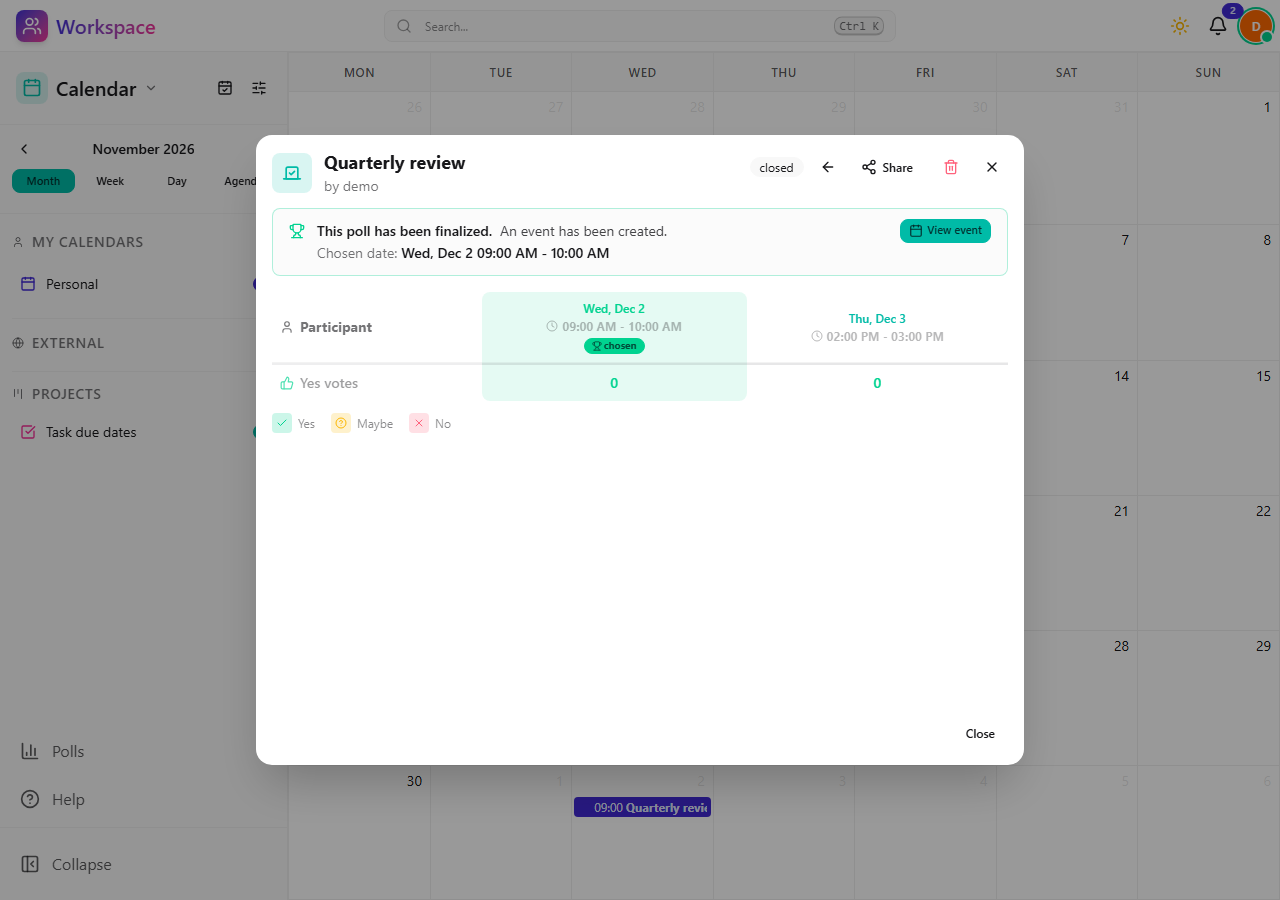 Workspace
Search...
Ctrl K
2
D
Calendar
MON TUE WED THU FRI SAT SUN
26 27 28 29 30 31 1
November 2026
Month Week Day Agend
MY CALENDARS
Personal
EXTERNAL
PROJECTS
Task due dates
Quarterly review
by demo
closed
Share
This poll has been finalized. An event has been created.
View event
Chosen date: Wed, Dec 2 09:00 AM - 10:00 AM
Participant
Wed, Dec 2
09:00 AM - 10:00 AM
chosen
Thu, Dec 3
02:00 PM - 03:00 PM
Yes votes 0 0
Yes Maybe No
Close
7 8
14 15
21 22
28 29
30 1 2 3 4 5 6
09:00 Quarterly revie
Polls
Help
Collapse